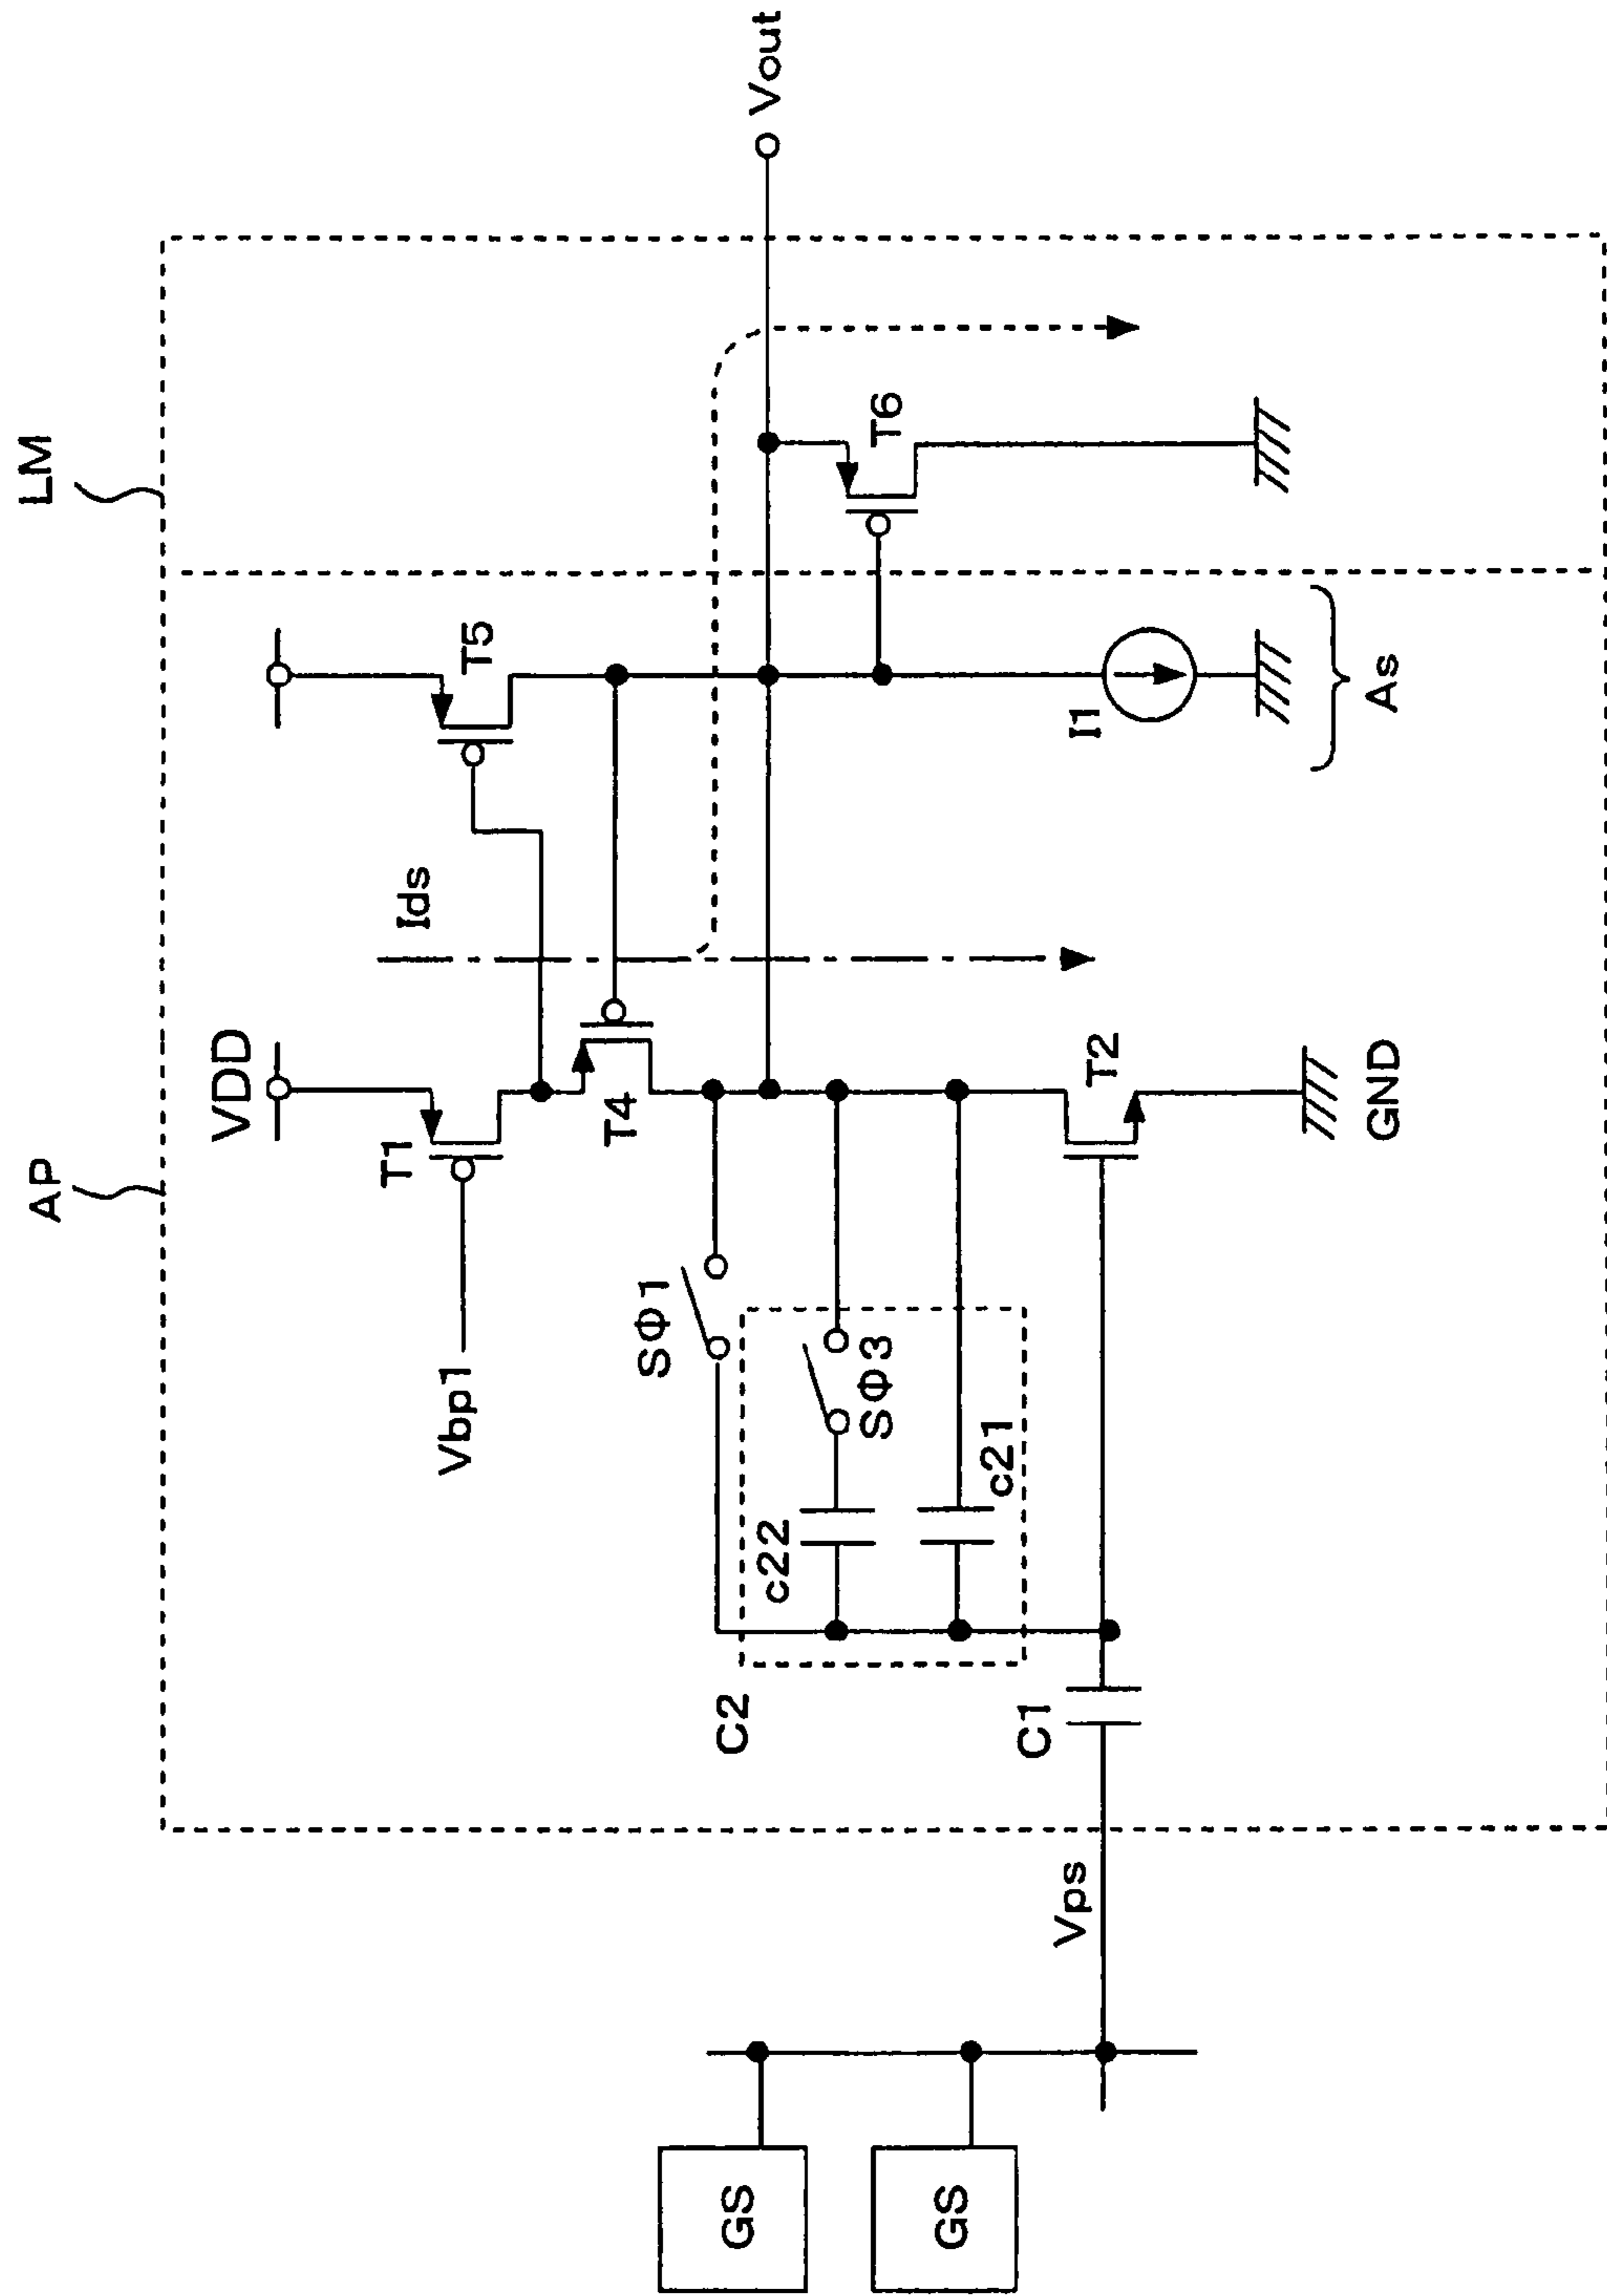 AP
LM
VDD
T1
Vbp1
Ids
T5
T4
SΦ1
Vout
C2
c22
SΦ3
c21
T6
GS
GS
Vps
C1
T2
I1
GND
As